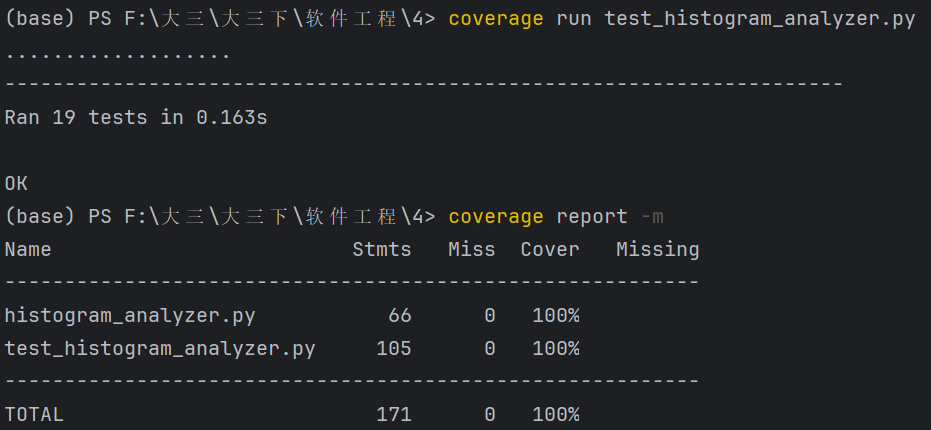 (base) PS F:\大三\大三下\软件工程\4> coverage run test_histogram_analyzer.py
...................
----------------------------------------------------------------------
Ran 19 tests in 0.163s

OK
(base) PS F:\大三\大三下\软件工程\4> coverage report -m
Name                         Stmts   Miss  Cover   Missing
----------------------------------------------------------
histogram_analyzer.py           66      0   100%
test_histogram_analyzer.py     105      0   100%
----------------------------------------------------------
TOTAL                          171      0   100%